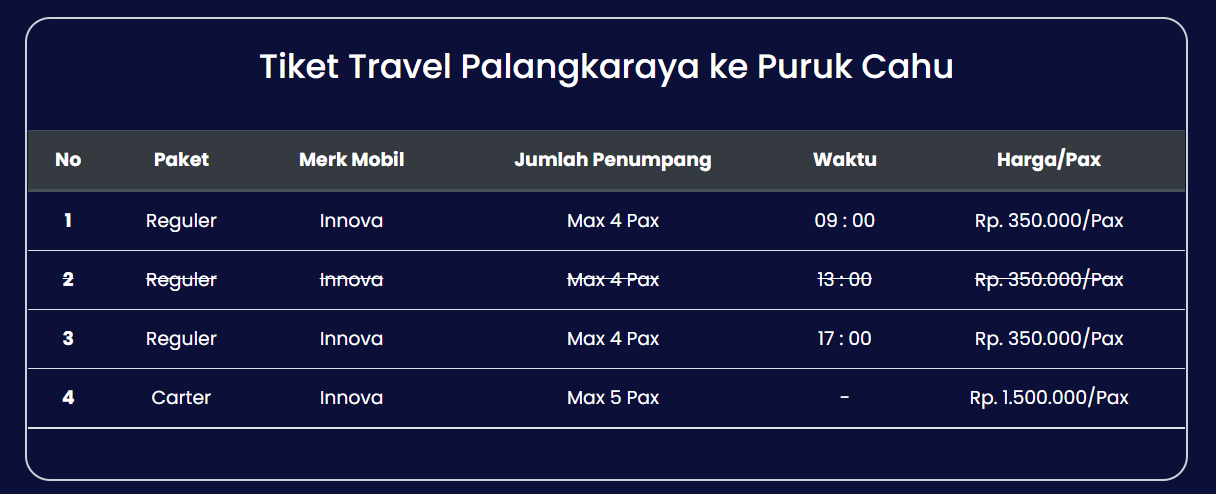 Tiket Travel Palangkaraya ke Puruk Cahu
No Paket Merk Mobil Jumlah Penumpang Waktu Harga/Pax
1 Reguler Innova Max 4 Pax 09 : 00 Rp. 350.000/Pax
2 Reguler Innova Max 4 Pax 13 : 00 Rp. 350.000/Pax
3 Reguler Innova Max 4 Pax 17 : 00 Rp. 350.000/Pax
4 Carter Innova Max 5 Pax - Rp. 1.500.000/Pax